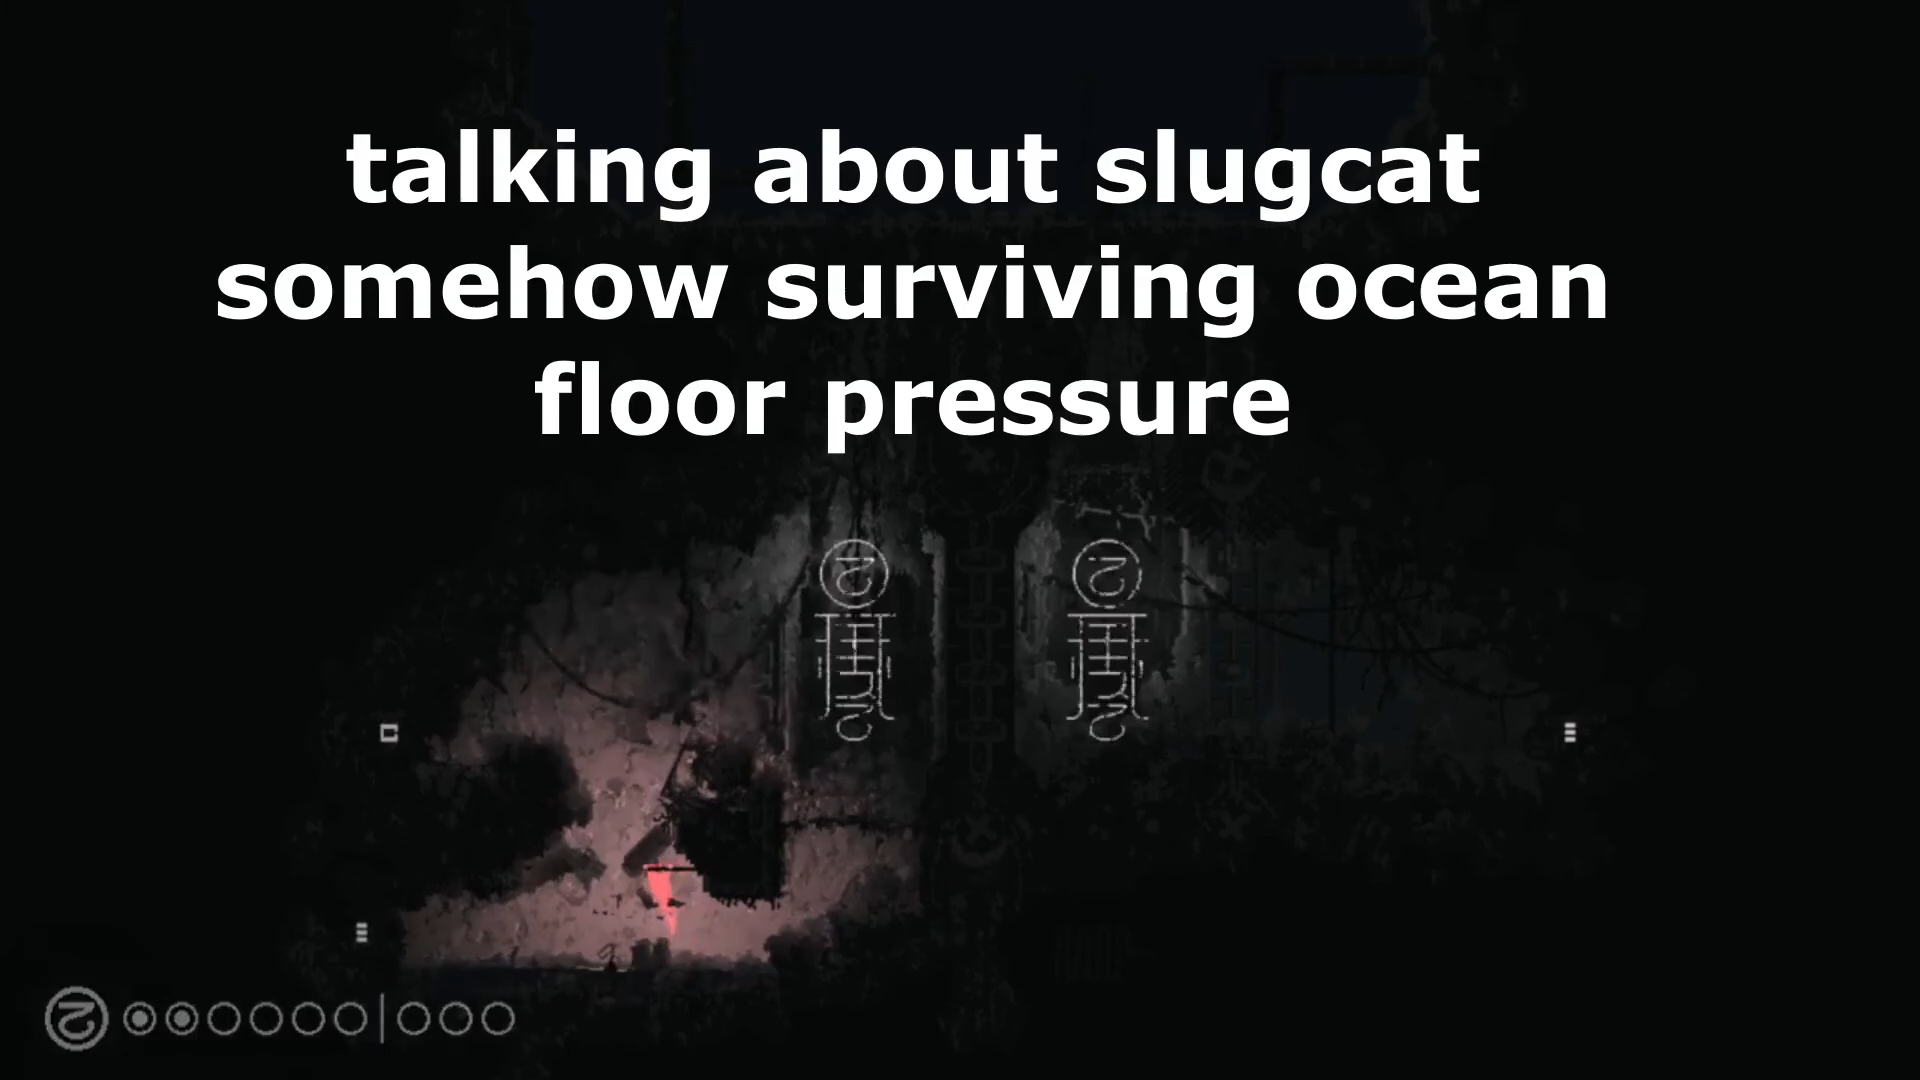 talking about slugcat
somehow surviving ocean
floor pressure